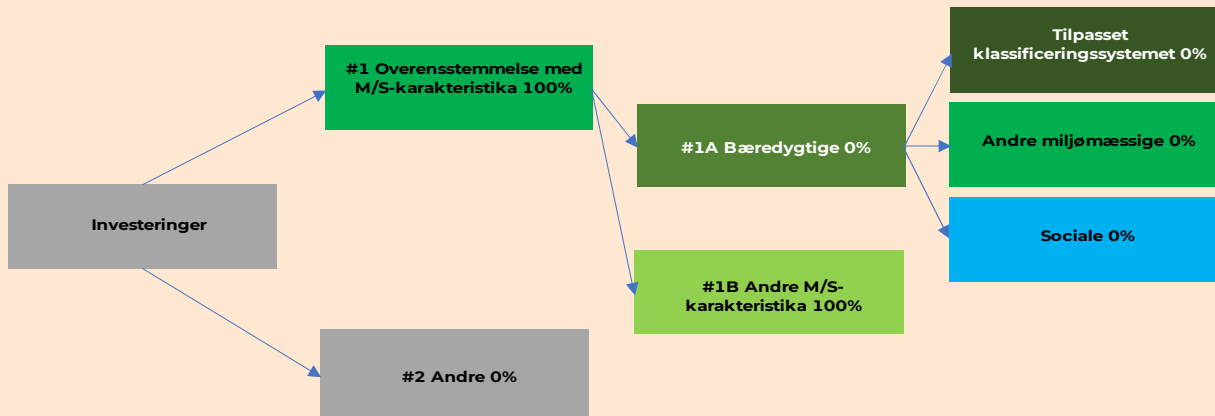 Investeringer
#1 Overensstemmelse med
M/S-karakteristika 100%
#2 Andre 0%
#1A Bæredygtige 0%
#1B Andre M/S-
karakteristika 100%
Tilpasset
klassificeringssystemet 0%
Andre miljømæssige 0%
Sociale 0%